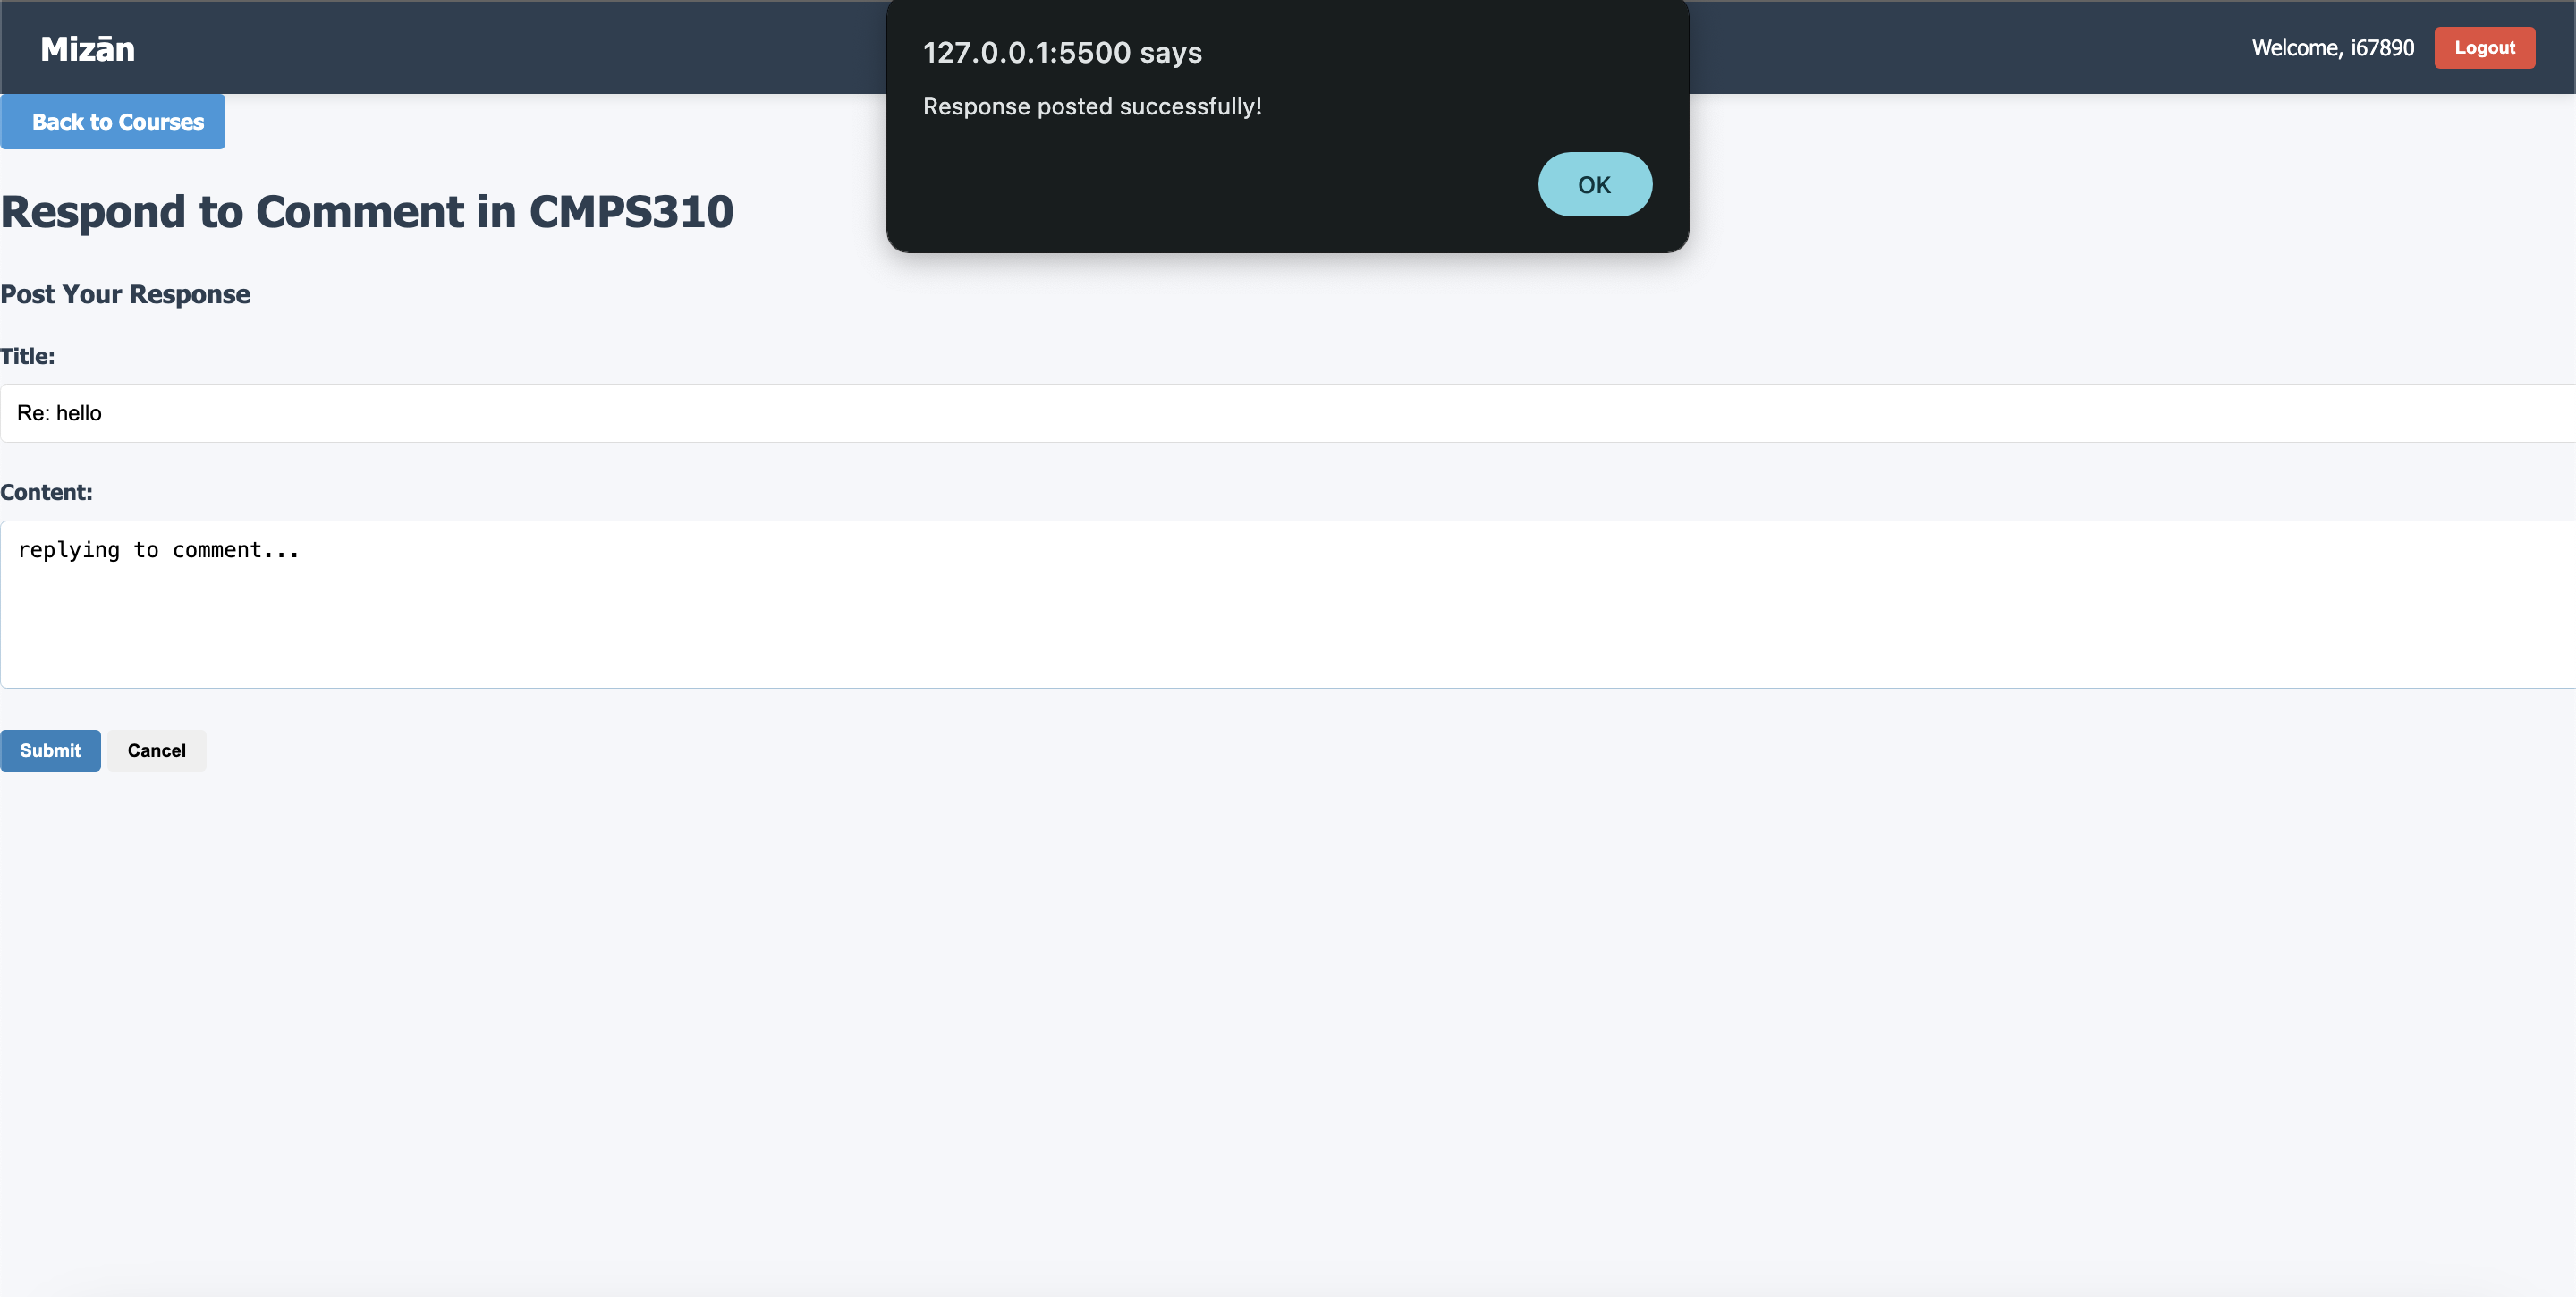 Mizān
127.0.0.1:5500 says
Response posted successfully!
OK
Welcome, i67890
Logout
Back to Courses
Respond to Comment in CMPS310
Post Your Response
Title:
Re: hello
Content:
replying to comment...
Submit
Cancel